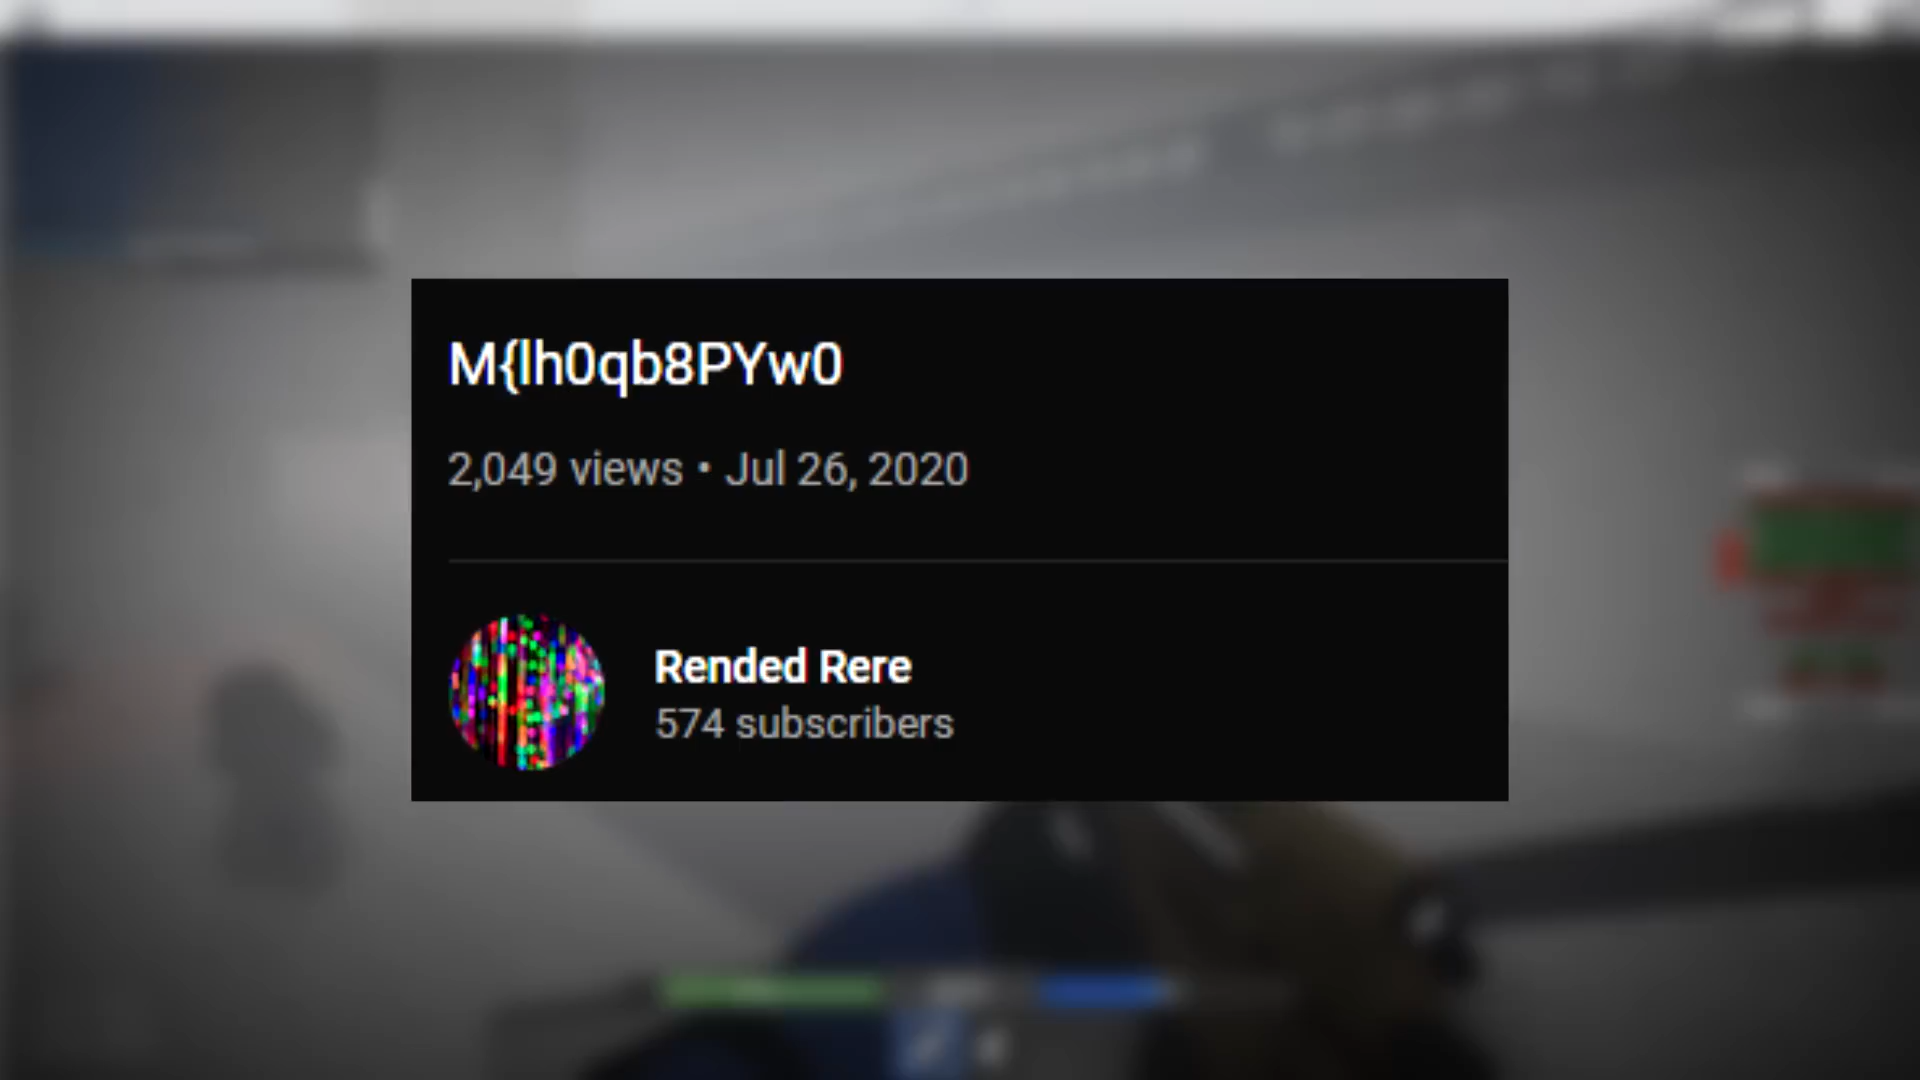 M{lh0qb8PYw0
2,049 views • Jul 26, 2020
Rended Rere
574 subscribers